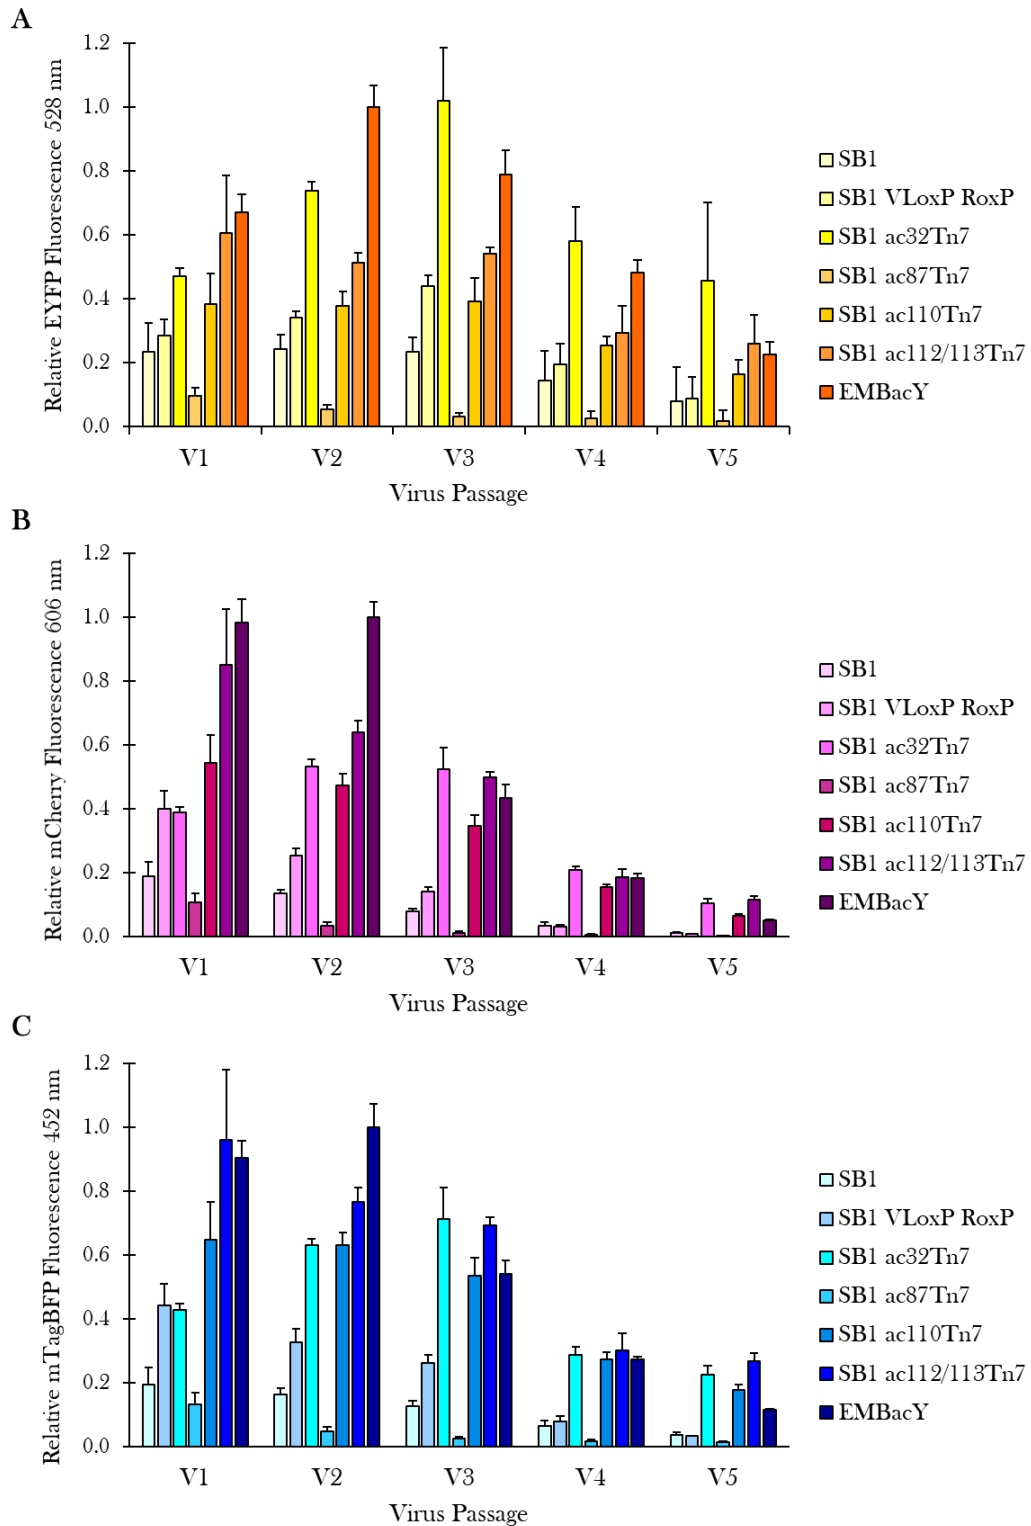 A
Relative EYFP Fluorescence 528 nm
1.2
1.0
0.8
0.6
0.4
0.2
0.0
V1 V2 V3 V4 V5
Virus Passage
SB1
SB1 VLoxP RoxP
SB1 ac32Tn7
SB1 ac87Tn7
SB1 ac110Tn7
SB1 ac112/113Tn7
EMBacY
B
Relative mCherry Fluorescence 606 nm
1.2
1.0
0.8
0.6
0.4
0.2
0.0
V1 V2 V3 V4 V5
Virus Passage
SB1
SB1 VLoxP RoxP
SB1 ac32Tn7
SB1 ac87Tn7
SB1 ac110Tn7
SB1 ac112/113Tn7
EMBacY
C
Relative mTagBFP Fluorescence 452 nm
1.2
1.0
0.8
0.6
0.4
0.2
0.0
V1 V2 V3 V4 V5
Virus Passage
SB1
SB1 VLoxP RoxP
SB1 ac32Tn7
SB1 ac87Tn7
SB1 ac110Tn7
SB1 ac112/113Tn7
EMBacY